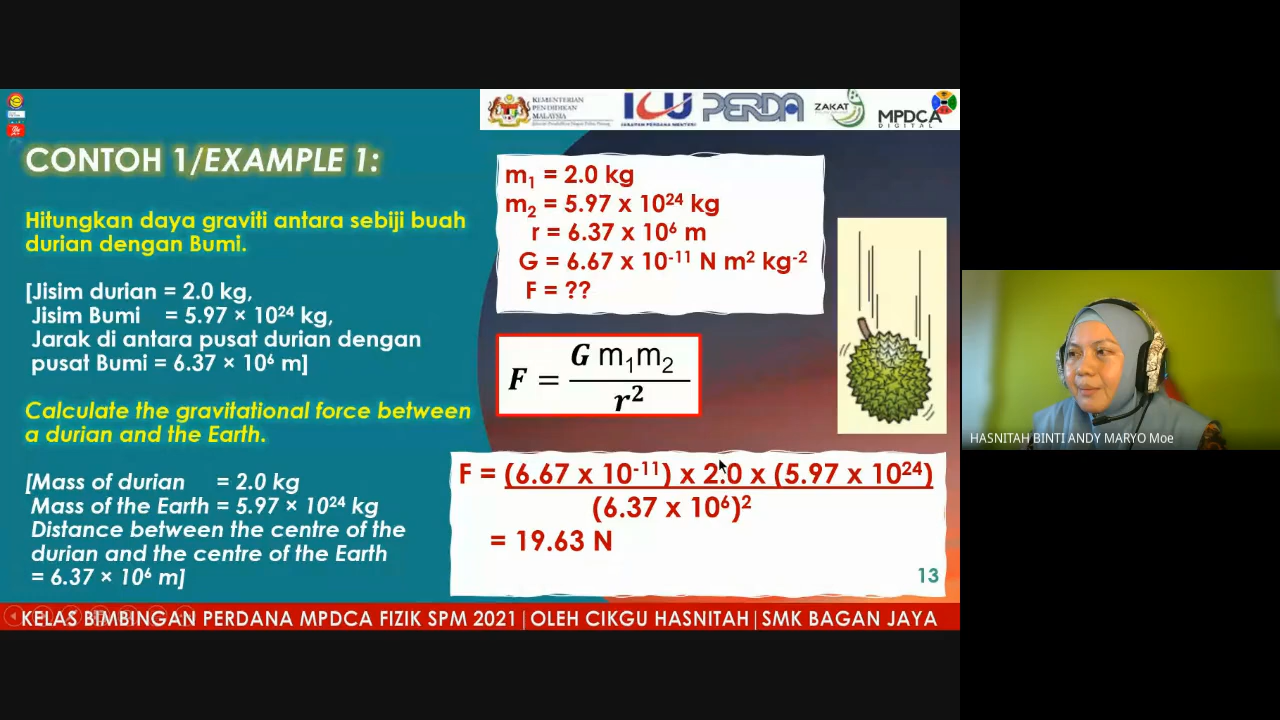 KEMENTERIAN
PENDIDIKAN
MALAYSIA
ICU
JABATAN PERDANA MENTERI
PERDA
ZAKAT
MPDCA
DIGITAL
CONTOH 1/EXAMPLE 1:
Hitungkan daya graviti antara sebiji buah
durian dengan Bumi.
[Jisim durian = 2.0 kg,
Jisim Bumi = 5.97 × 10²⁴ kg,
Jarak di antara pusat durian dengan
pusat Bumi = 6.37 × 10⁶ m]
Calculate the gravitational force between
a durian and the Earth.
[Mass of durian = 2.0 kg
Mass of the Earth = 5.97 × 10²⁴ kg
Distance between the centre of the
durian and the centre of the Earth
= 6.37 × 10⁶ m]
m₁ = 2.0 kg
m₂ = 5.97 x 10²⁴ kg
r = 6.37 x 10⁶ m
G = 6.67 x 10⁻¹¹ N m² kg⁻²
F = ??
F = G m₁m₂
r²
F = (6.67 x 10⁻¹¹) x 2.0 x (5.97 x 10²⁴)
(6.37 x 10⁶)²
= 19.63 N
13
KELAS BIMBINGAN PERDANA MPDCA FIZIK SPM 2021|OLEH CIKGU HASNITAH|SMK BAGAN JAYA
HASNITAH BINTI ANDY MARYO Moe